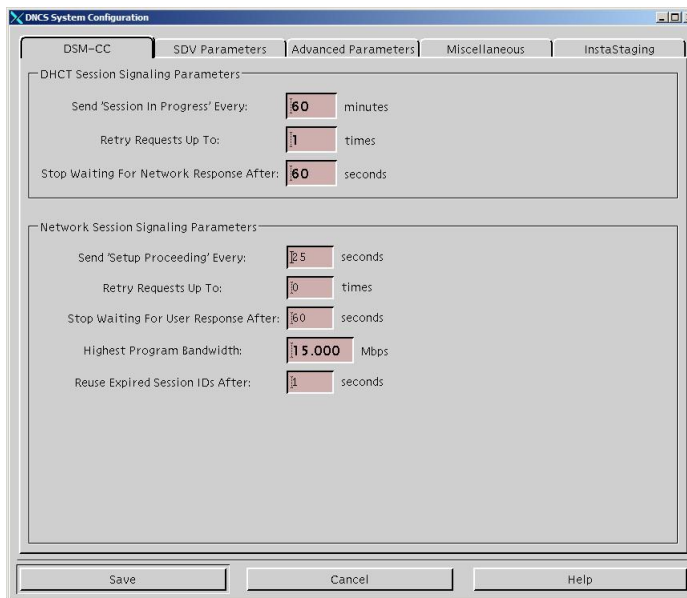 DNCS System Configuration
DSM-CC SDV Parameters Advanced Parameters Miscellaneous InstaStaging
DHCT Session Signaling Parameters
Send 'Session In Progress' Every: 60 minutes
Retry Requests Up To: 1 times
Stop Waiting For Network Response After: 60 seconds
Network Session Signaling Parameters
Send 'Setup Proceeding' Every: 25 seconds
Retry Requests Up To: 0 times
Stop Waiting For User Response After: 60 seconds
Highest Program Bandwidth: 15.000 Mbps
Reuse Expired Session IDs After: 1 seconds
Save Cancel Help